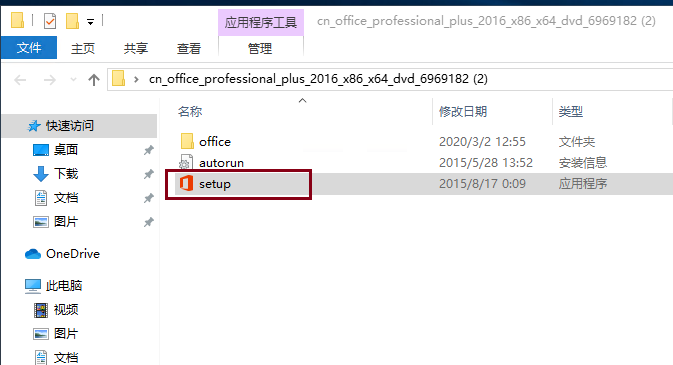 应用程序工具 cn_office_professional_plus_2016_x86_x64_dvd_6969182 (2)
文件 主页 共享 查看 管理
cn_office_professional_plus_2016_x86_x64_dvd_6969182 (2)
名称 修改日期 类型
快速访问
桌面
下载
文档
图片
OneDrive
此电脑
视频
图片
文档
office 2020/3/2 12:55 文件夹
autorun 2015/5/28 13:52 安装信息
setup 2015/8/17 0:09 应用程序